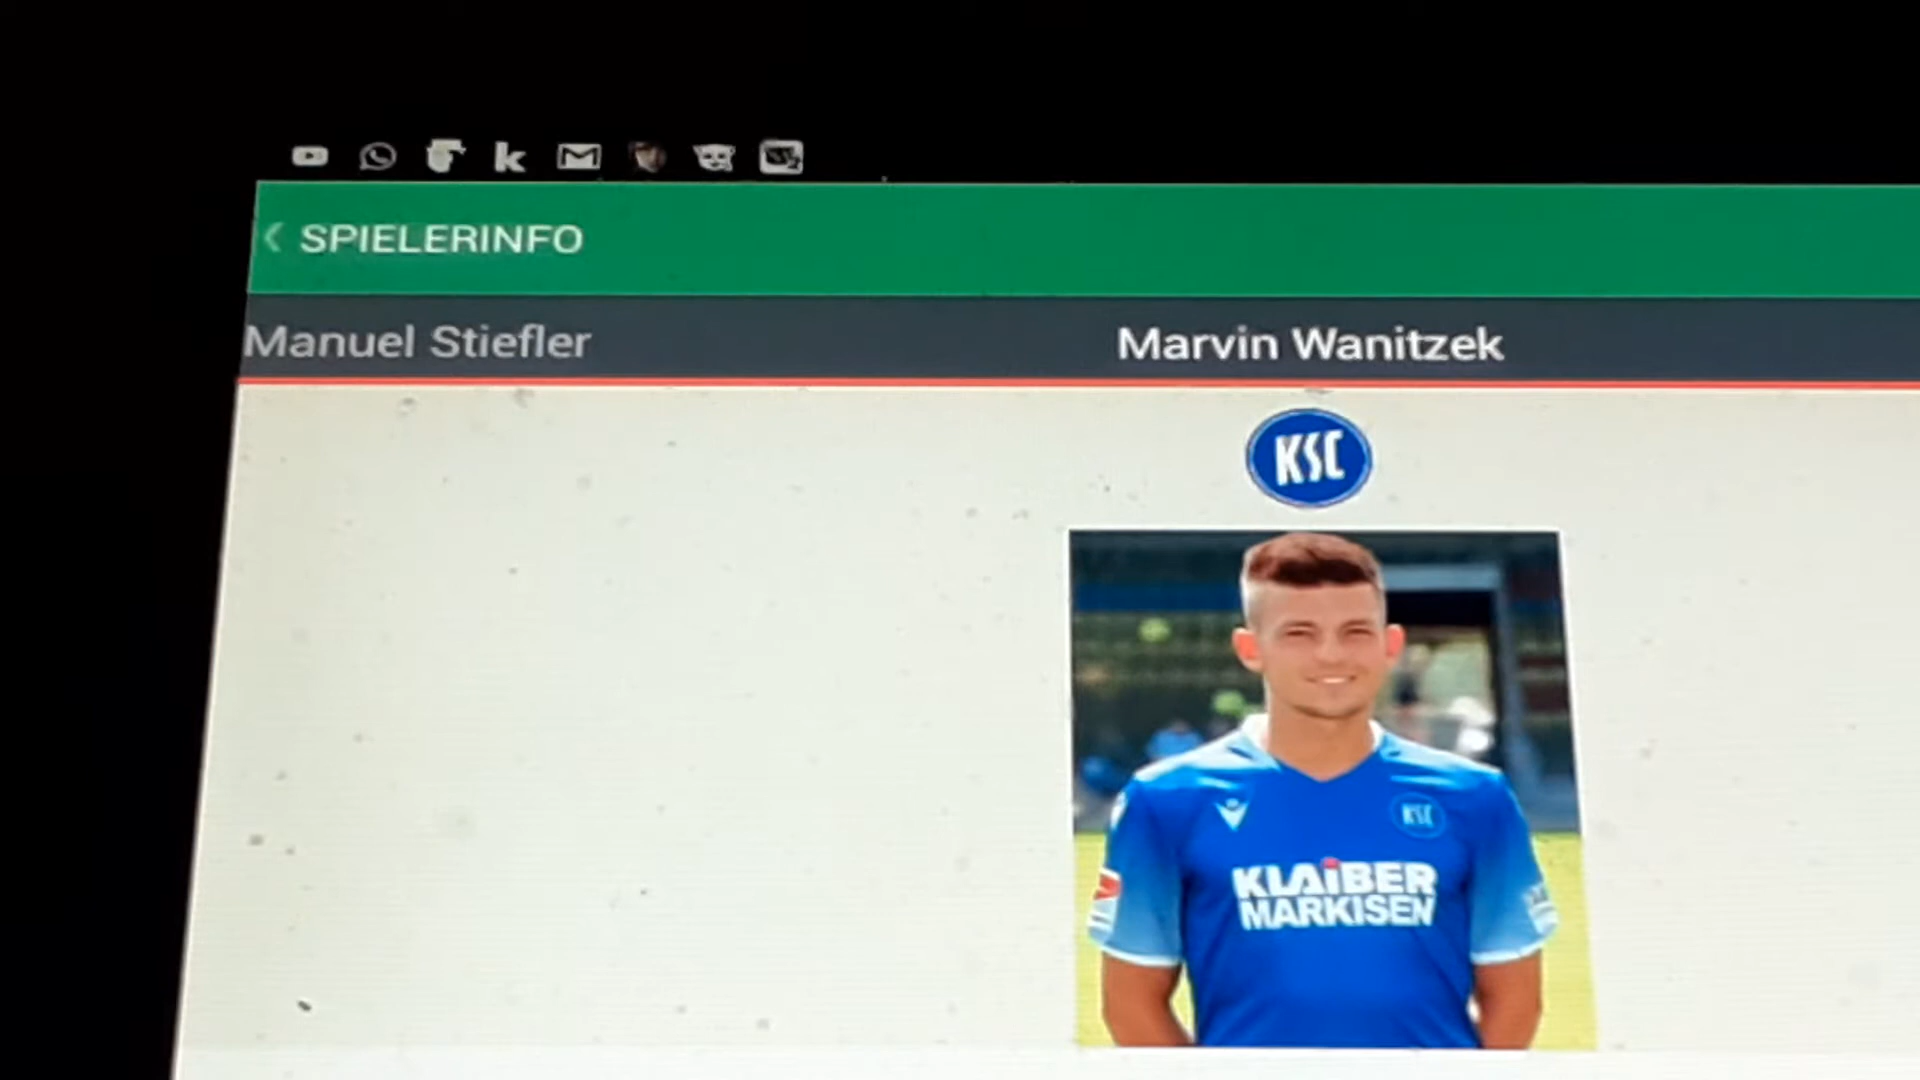 SPIELERINFO
Manuel Stiefler
Marvin Wanitzek
KSC
KSC
KLAIBER
MARKISEN